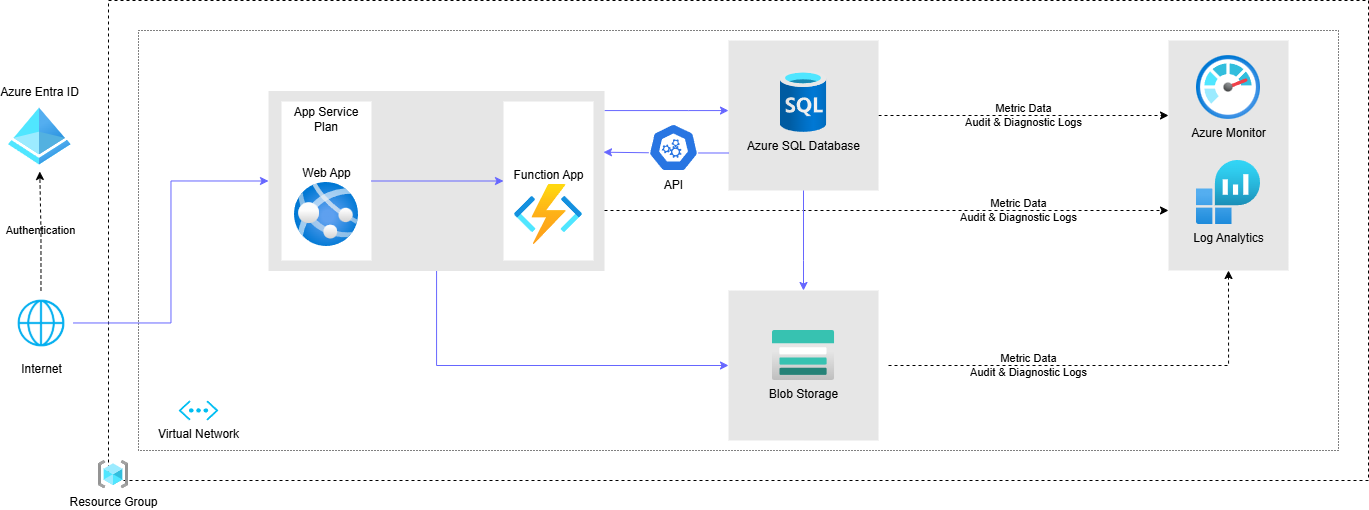 Azure Entra ID
Authentication
Internet
App Service
Plan
Web App
Function App
API
SQL
Azure SQL Database
Metric Data
Audit & Diagnostic Logs
Azure Monitor
Metric Data
Audit & Diagnostic Logs
Log Analytics
Blob Storage
Metric Data
Audit & Diagnostic Logs
Virtual Network
Resource Group